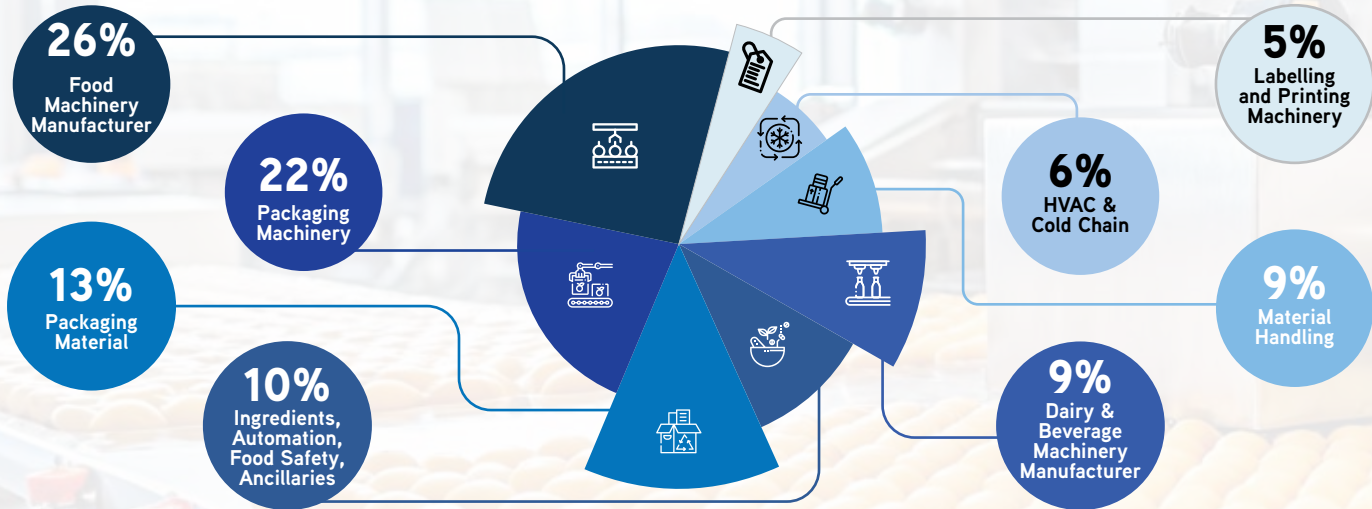 26%
Food
Machinery
Manufacturer
22%
Packaging
Machinery
13%
Packaging
Material
10%
Ingredients,
Automation,
Food Safety,
Ancillaries
5%
Labelling
and Printing
Machinery
6%
HVAC &
Cold Chain
9%
Material
Handling
9%
Dairy &
Beverage
Machinery
Manufacturer